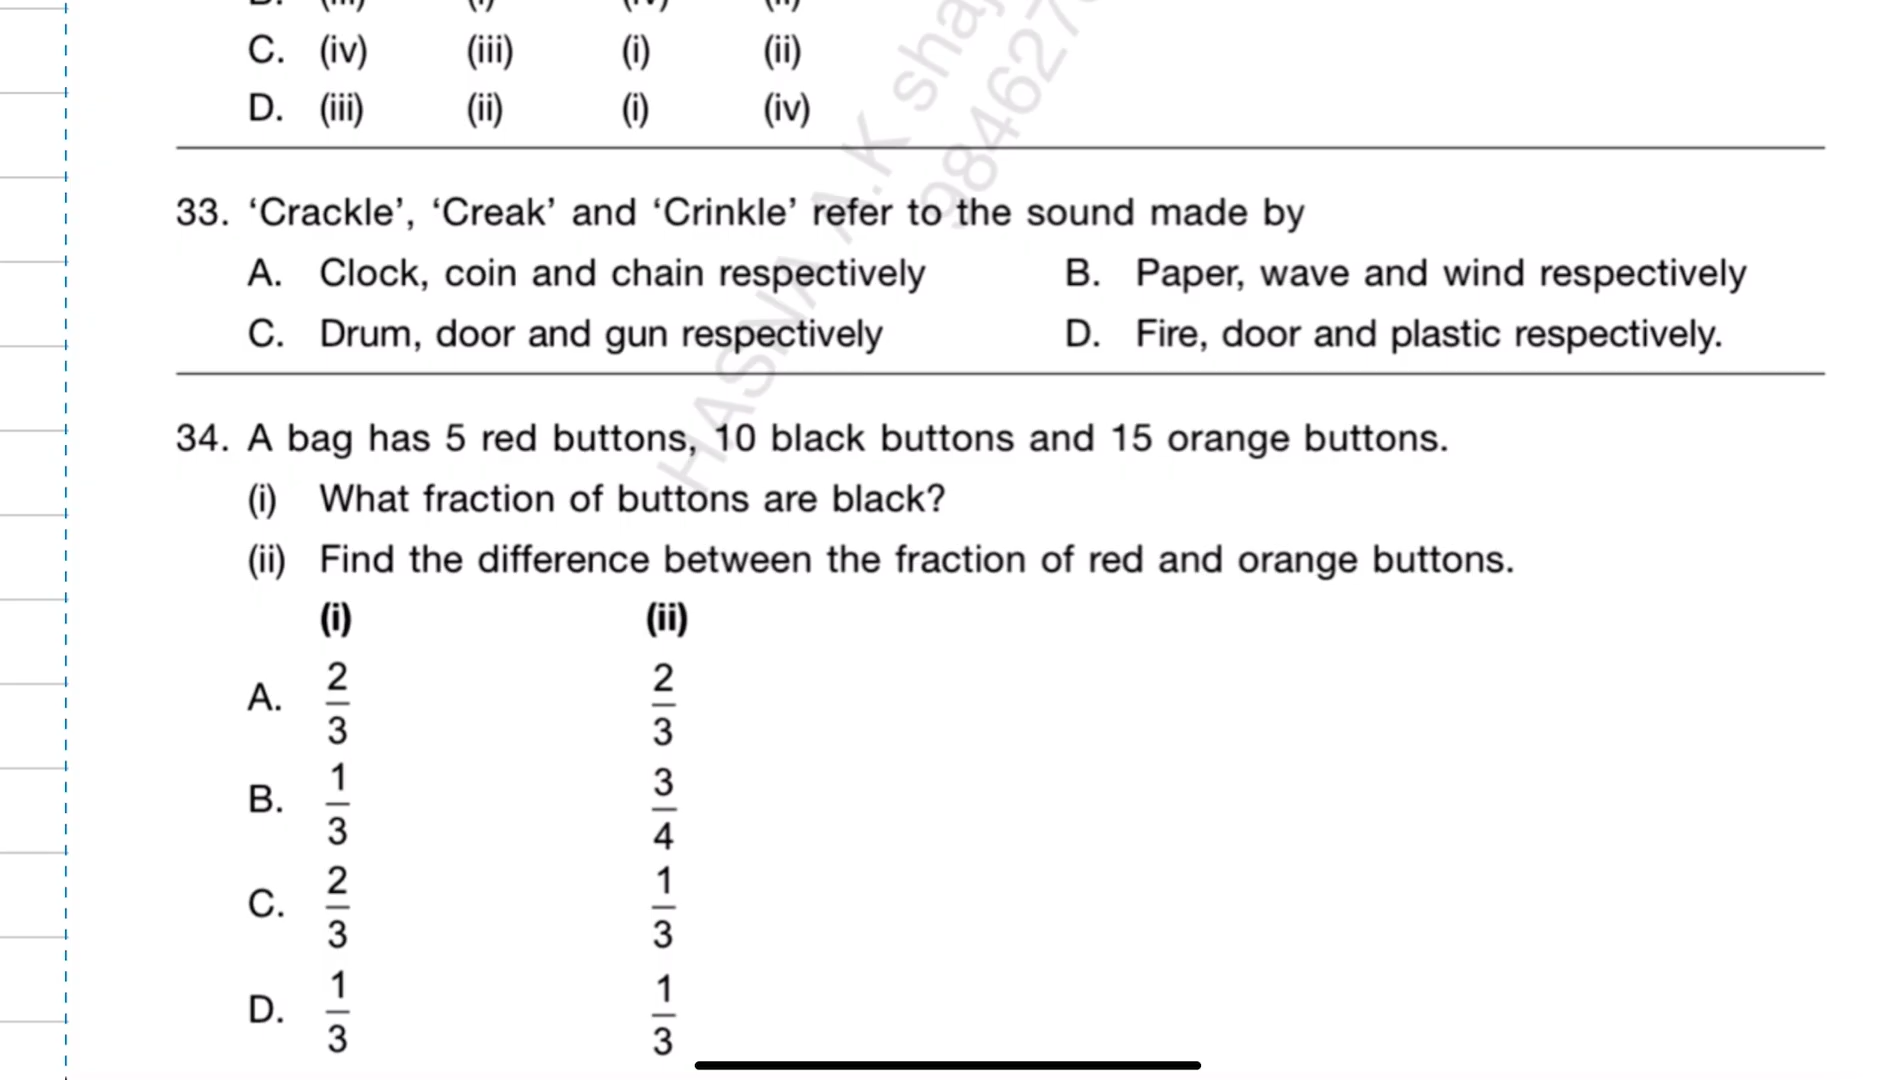 B. (iii) (i) (iv) (ii)
C. (iv) (iii) (i) (ii)
D. (iii) (ii) (i) (iv)
33. ‘Crackle’, ‘Creak’ and ‘Crinkle’ refer to the sound made by
A. Clock, coin and chain respectively B. Paper, wave and wind respectively
C. Drum, door and gun respectively D. Fire, door and plastic respectively.
34. A bag has 5 red buttons, 10 black buttons and 15 orange buttons.
(i) What fraction of buttons are black?
(ii) Find the difference between the fraction of red and orange buttons.
(i) (ii)
A. 2/3 2/3
B. 1/3 3/4
C. 2/3 1/3
D. 1/3 1/3
HASNA A.K